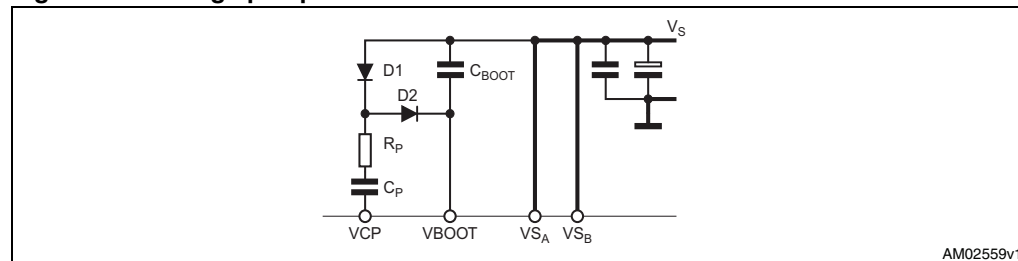 V_S
D1
C_BOOT
D2
R_P
C_P
VCP VBOOT VS_A VS_B
AM02559v1